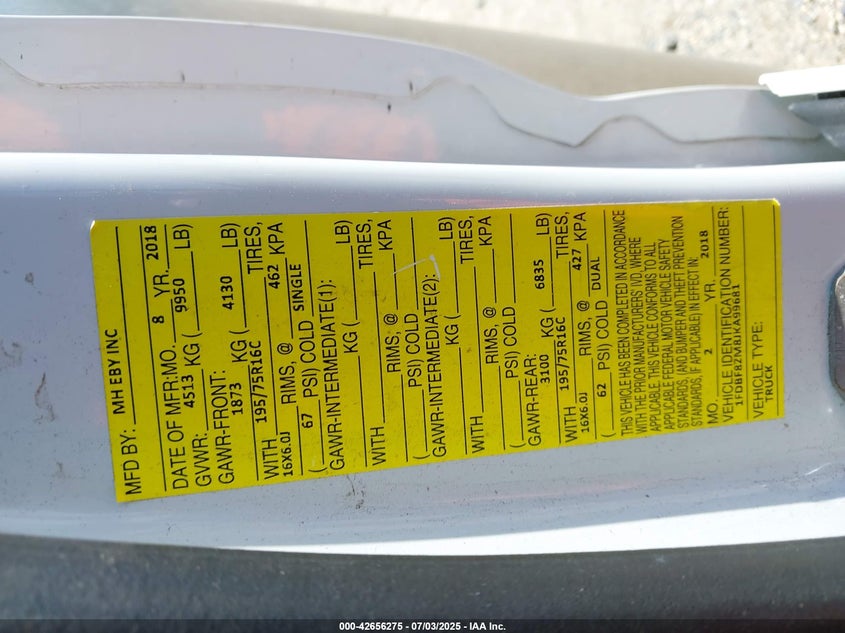 MFD BY: MH EBY INC
DATE OF MFR:MO. 8 YR. 2018
GVWR: 4513 KG ( 9950 LB)
GAWR-FRONT:
1873 KG ( 4130 LB)
WITH 195/75R16C TIRES,
16X6.0J RIMS, @ 462 KPA
( 67 PSI) COLD SINGLE
GAWR-INTERMEDIATE(1):
KG ( LB)
WITH TIRES,
RIMS, @ KPA
( PSI) COLD
GAWR-INTERMEDIATE(2):
KG ( LB)
WITH TIRES,
RIMS, @ KPA
( PSI) COLD
GAWR-REAR:
3100 KG ( 6835 LB)
WITH 195/75R16C TIRES,
16X6.0J RIMS, @ 427 KPA
( 62 PSI) COLD DUAL
THIS VEHICLE HAS BEEN COMPLETED IN ACCORDANCE
WITH THE PRIOR MANUFACTURERS IVD, WHERE
APPLICABLE. THIS VEHICLE CONFORMS TO ALL
APPLICABLE FEDERAL MOTOR VEHICLE SAFETY
STANDARDS, AND BUMPER AND THEFT PREVENTION
STANDARDS, IF APPLICABLE) IN EFFECT IN:
MO. 2 YR. 2018
VEHICLE IDENTIFICATION NUMBER:
1FDBF8ZM8JKA99681
VEHICLE TYPE:
TRUCK
000-42656275 - 07/03/2025 - IAA Inc.